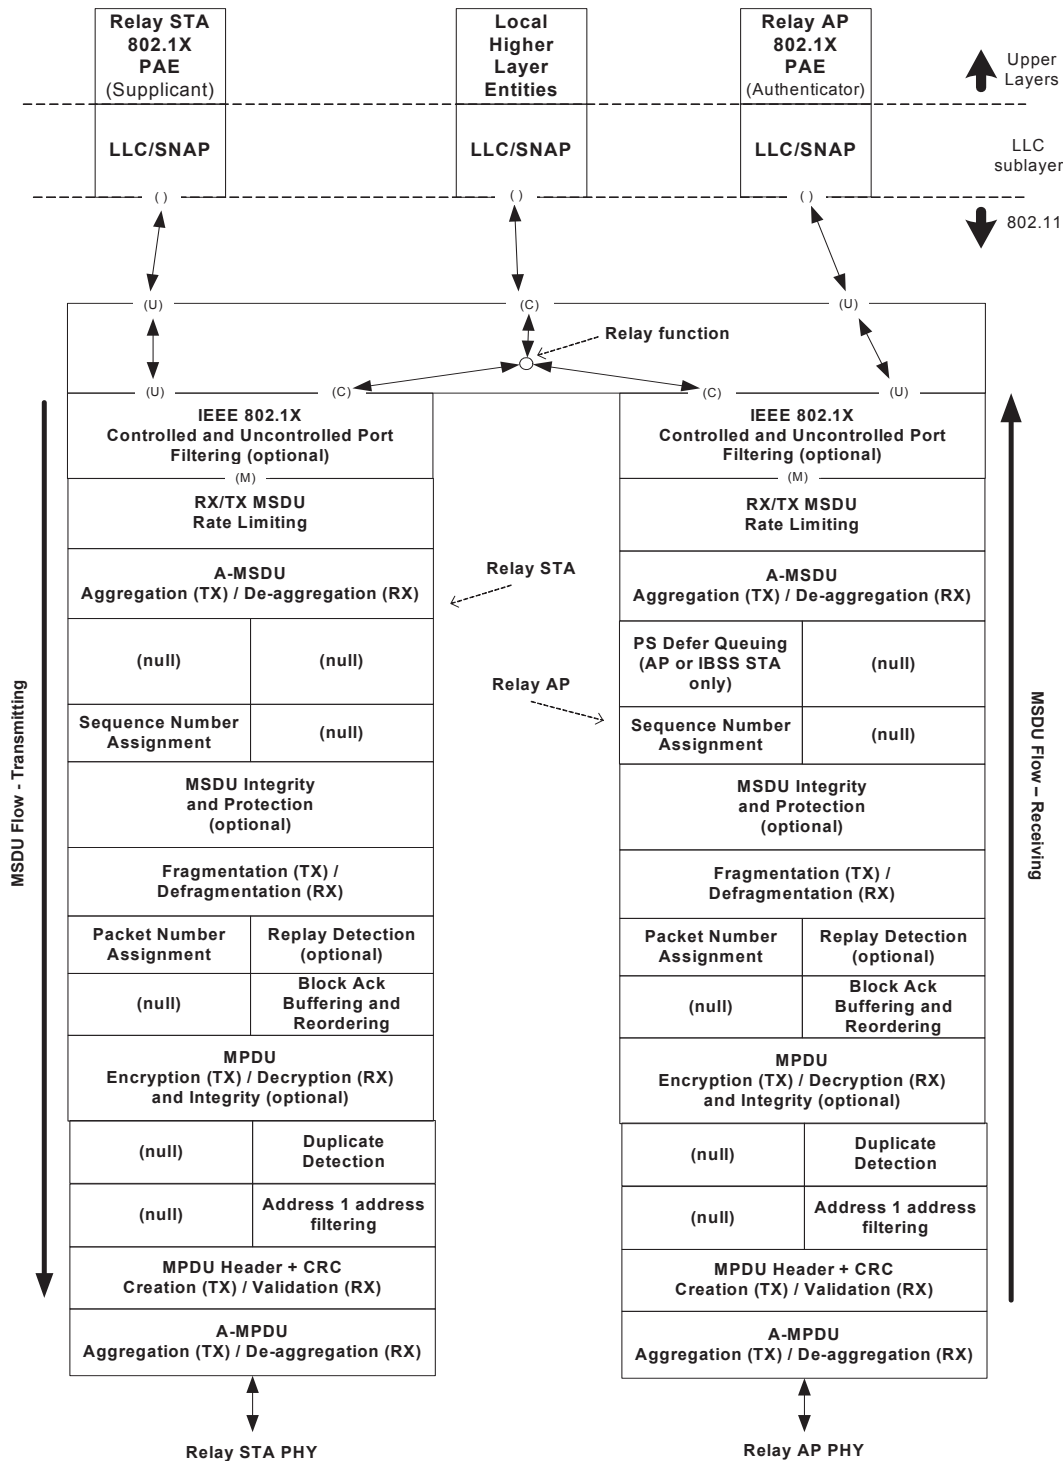 Relay STA
802.1X
PAE
(Supplicant)
Local
Higher
Layer
Entities
Relay AP
802.1X
PAE
(Authenticator)
Upper
Layers
LLC/SNAP
LLC/SNAP
LLC/SNAP
LLC
sublayer
( )
( )
( )
802.11
(U)
(C)
(U)
Relay function
(U)
(C)
(C)
(U)
IEEE 802.1X
Controlled and Uncontrolled Port
Filtering (optional)
(M)
RX/TX MSDU
Rate Limiting
A-MSDU
Aggregation (TX) / De-aggregation (RX)
(null)
(null)
Sequence Number
Assignment
(null)
MSDU Integrity
and Protection
(optional)
Fragmentation (TX) /
Defragmentation (RX)
Packet Number
Assignment
Replay Detection
(optional)
(null)
Block Ack
Buffering and
Reordering
MPDU
Encryption (TX) / Decryption (RX)
and Integrity (optional)
(null)
Duplicate
Detection
(null)
Address 1 address
filtering
MPDU Header + CRC
Creation (TX) / Validation (RX)
A-MPDU
Aggregation (TX) / De-aggregation (RX)
Relay STA PHY
MSDU Flow - Transmitting
Relay STA
Relay AP
IEEE 802.1X
Controlled and Uncontrolled Port
Filtering (optional)
(M)
RX/TX MSDU
Rate Limiting
A-MSDU
Aggregation (TX) / De-aggregation (RX)
PS Defer Queuing
(AP or IBSS STA
only)
(null)
Sequence Number
Assignment
(null)
MSDU Integrity
and Protection
(optional)
Fragmentation (TX) /
Defragmentation (RX)
Packet Number
Assignment
Replay Detection
(optional)
(null)
Block Ack
Buffering and
Reordering
MPDU
Encryption (TX) / Decryption (RX)
and Integrity (optional)
(null)
Duplicate
Detection
(null)
Address 1 address
filtering
MPDU Header + CRC
Creation (TX) / Validation (RX)
A-MPDU
Aggregation (TX) / De-aggregation (RX)
Relay AP PHY
MSDU Flow – Receiving